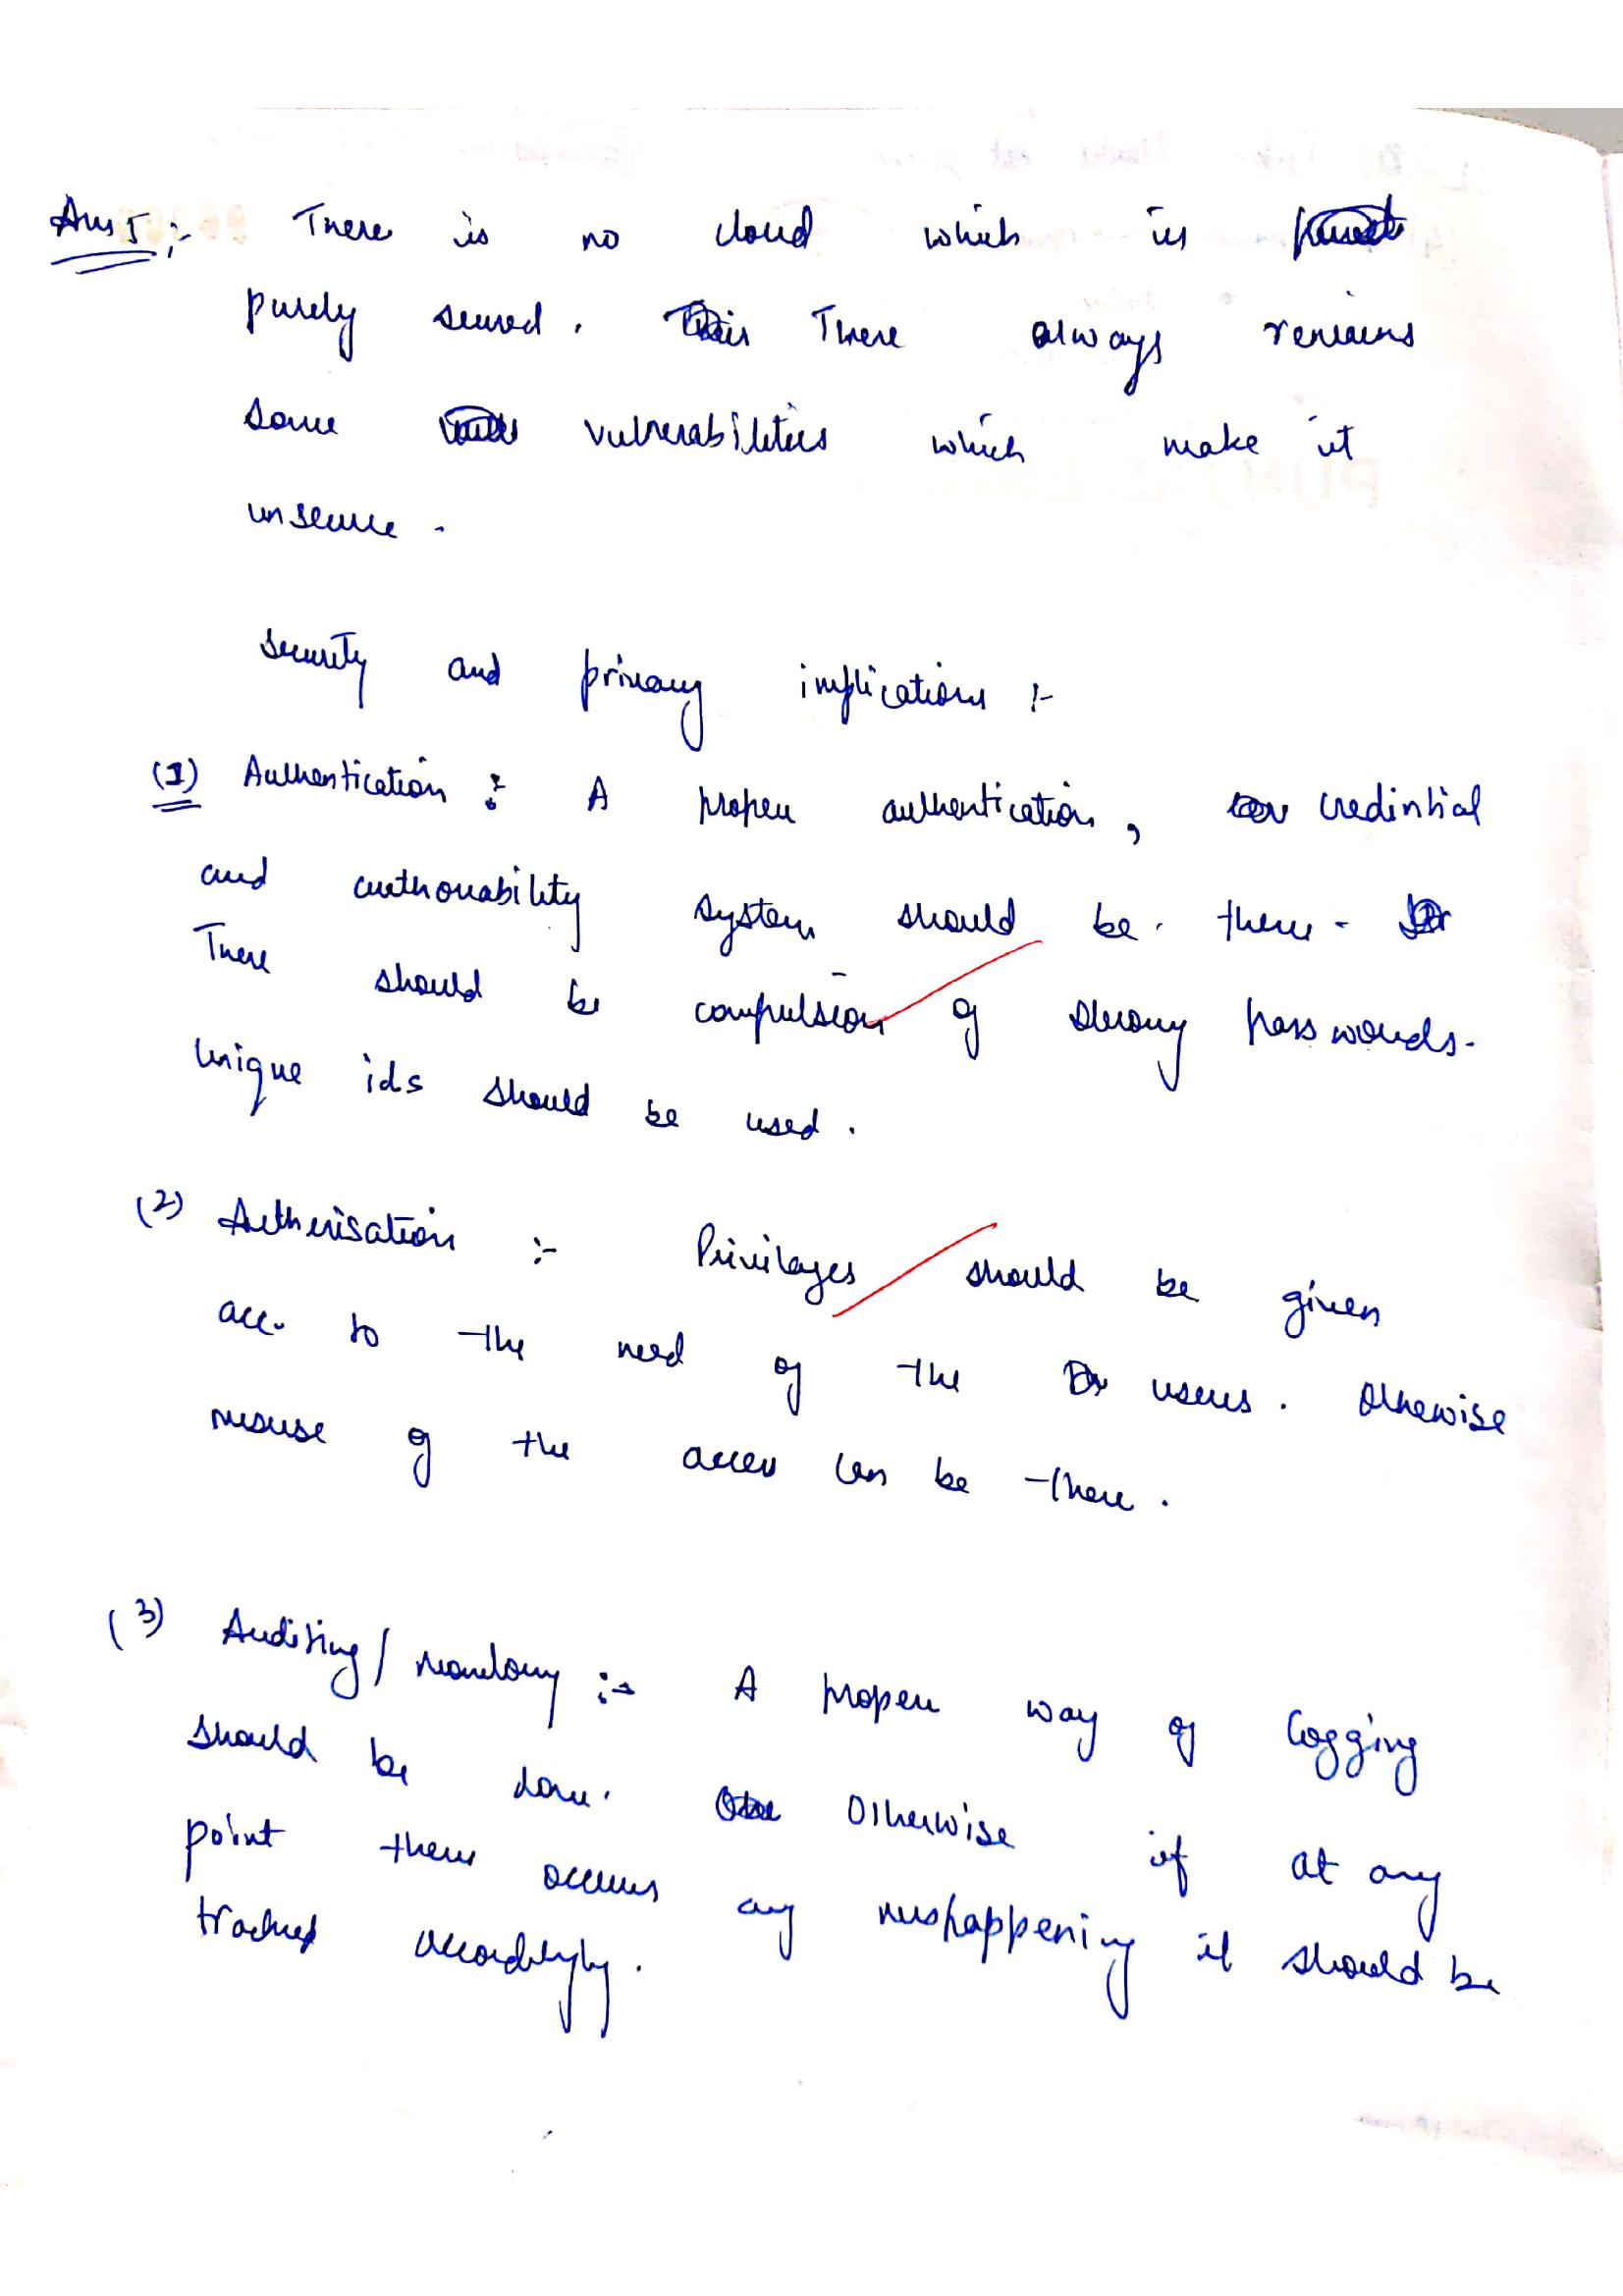 Ans 5 :-
There is no cloud which is
purely secured. There always remains
some vulnerabilities which make it
unsecure.
Security and privacy implications :-
(1) Authentication :- A proper authentication, credintial
and authorability system should be there.
There should be compulsion of strong passwords.
Unique ids should be used.
(2) Autherisation :- Privilages should be given
acc. to the need of the users. Otherwise
misuse of the access can be there.
(3) Auditing / :- A proper way of logging
should be done. Otherwise if at any
point there occurs any mishappening it should be
tracked accordingly.